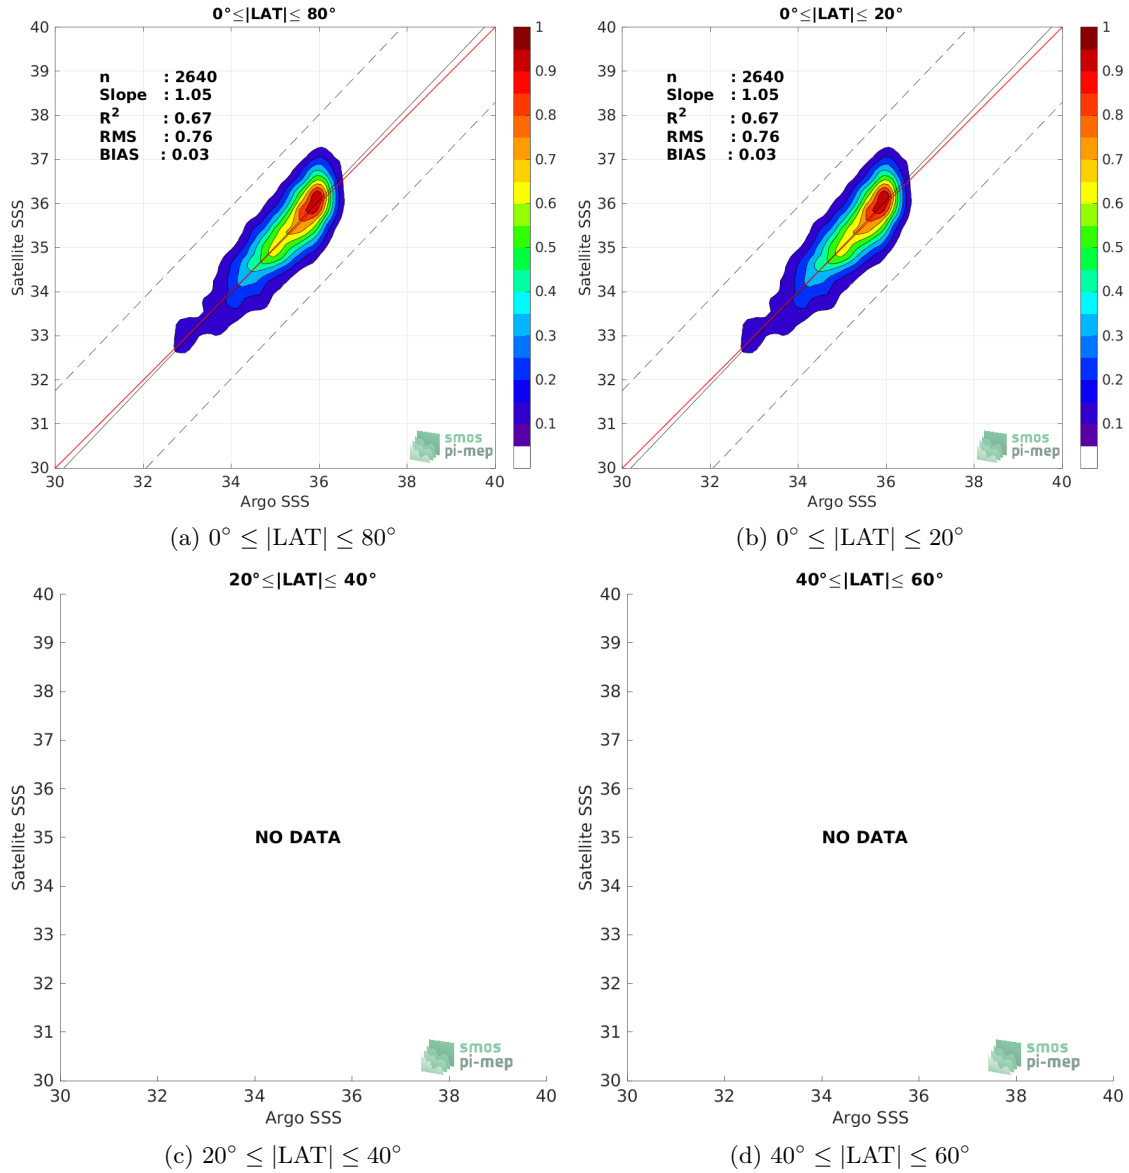 0°≤|LAT|≤ 80°
40
39
38
37
36
35
34
33
32
31
30
Satellite SSS
n : 2640
Slope : 1.05
R² : 0.67
RMS : 0.76
BIAS : 0.03
smos
pi-mep
30 32 34 36 38 40
Argo SSS
1
0.9
0.8
0.7
0.6
0.5
0.4
0.3
0.2
0.1
(a) 0° ≤ |LAT| ≤ 80°
0°≤|LAT|≤ 20°
40
39
38
37
36
35
34
33
32
31
30
Satellite SSS
n : 2640
Slope : 1.05
R² : 0.67
RMS : 0.76
BIAS : 0.03
smos
pi-mep
30 32 34 36 38 40
Argo SSS
1
0.9
0.8
0.7
0.6
0.5
0.4
0.3
0.2
0.1
(b) 0° ≤ |LAT| ≤ 20°
20°≤|LAT|≤ 40°
40
39
38
37
36
35
34
33
32
31
30
Satellite SSS
NO DATA
smos
pi-mep
30 32 34 36 38 40
Argo SSS
(c) 20° ≤ |LAT| ≤ 40°
40°≤|LAT|≤ 60°
40
39
38
37
36
35
34
33
32
31
30
Satellite SSS
NO DATA
smos
pi-mep
30 32 34 36 38 40
Argo SSS
(d) 40° ≤ |LAT| ≤ 60°